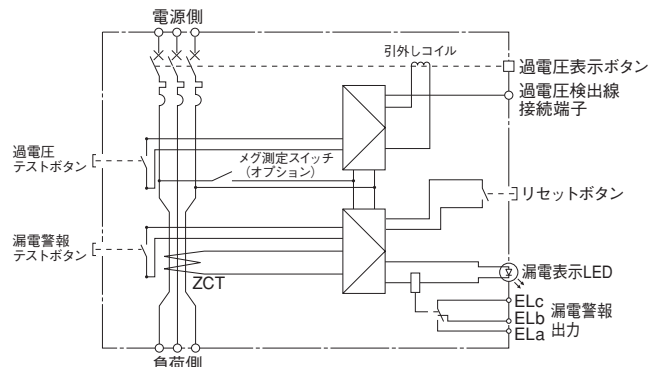 電源側
引外しコイル
過電圧表示ボタン
過電圧検出線
接続端子
過電圧
テストボタン
メグ測定スイッチ
（オプション）
リセットボタン
漏電警報
テストボタン
ZCT
漏電表示LED
ELc
ELb
ELa
漏電警報
出力
負荷側